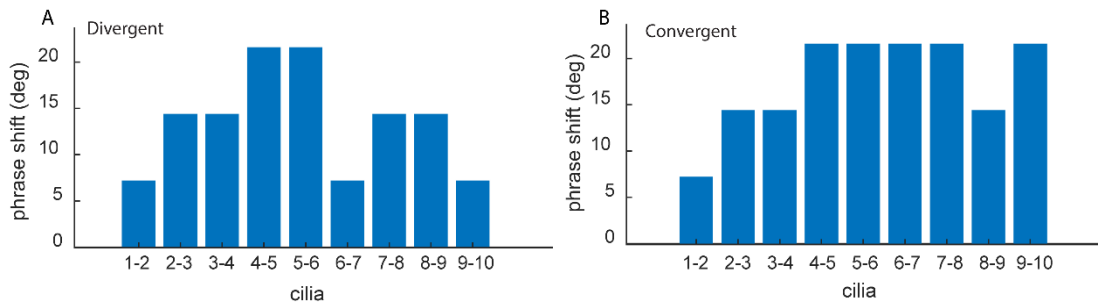 A
Divergent
phrase shift (deg)
20
15
10
5
0
1-2 2-3 3-4 4-5 5-6 6-7 7-8 8-9 9-10
cilia
B
Convergent
phrase shift (deg)
20
15
10
5
0
1-2 2-3 3-4 4-5 5-6 6-7 7-8 8-9 9-10
cilia